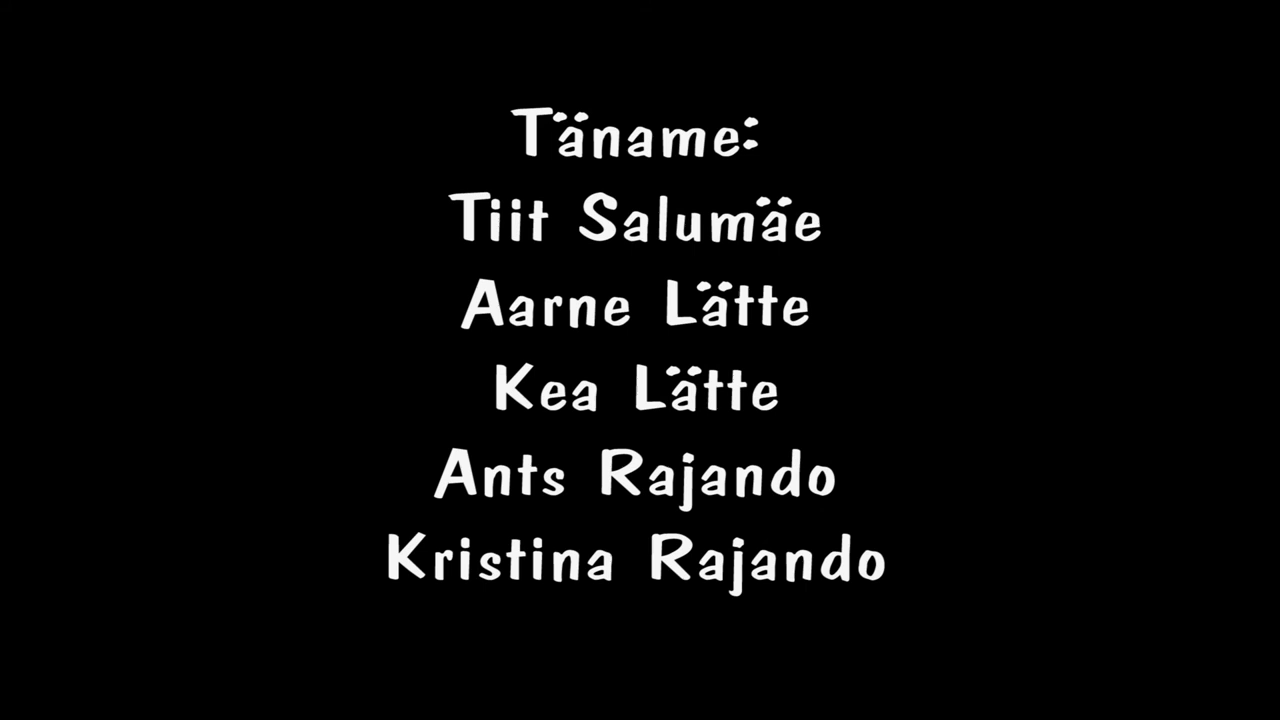 Täname:
Tiit Salumäe
Aarne Lätte
Kea Lätte
Ants Rajando
Kristina Rajando